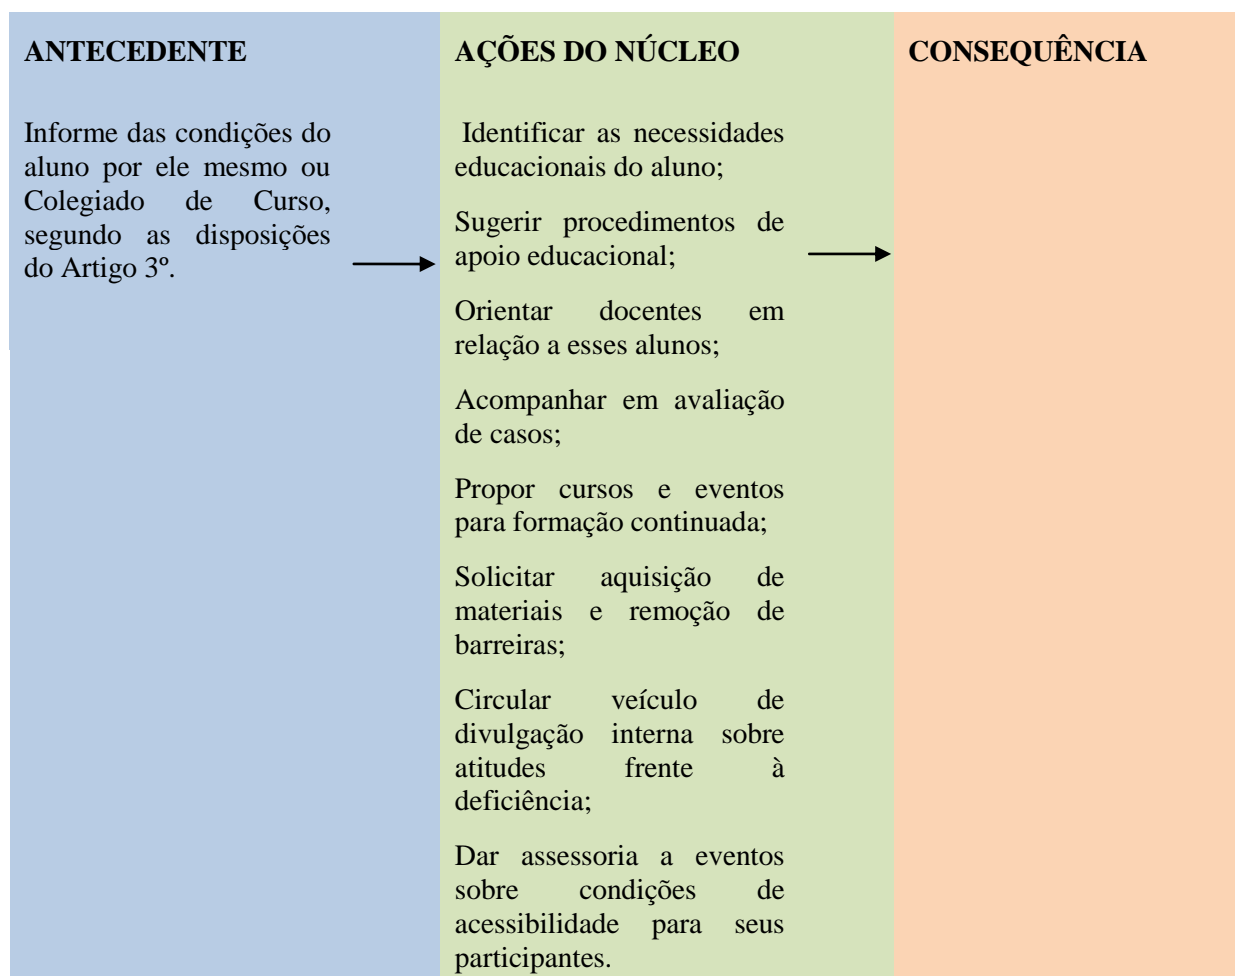 ANTECEDENTE
Informe das condições do
aluno por ele mesmo ou
Colegiado de Curso,
segundo as disposições
do Artigo 3º.
AÇÕES DO NÚCLEO
Identificar as necessidades
educacionais do aluno;
Sugerir procedimentos de
apoio educacional;
Orientar docentes em
relação a esses alunos;
Acompanhar em avaliação
de casos;
Propor cursos e eventos
para formação continuada;
Solicitar aquisição de
materiais e remoção de
barreiras;
Circular veículo de
divulgação interna sobre
atitudes frente à
deficiência;
Dar assessoria a eventos
sobre condições de
acessibilidade para seus
participantes.
CONSEQUÊNCIA